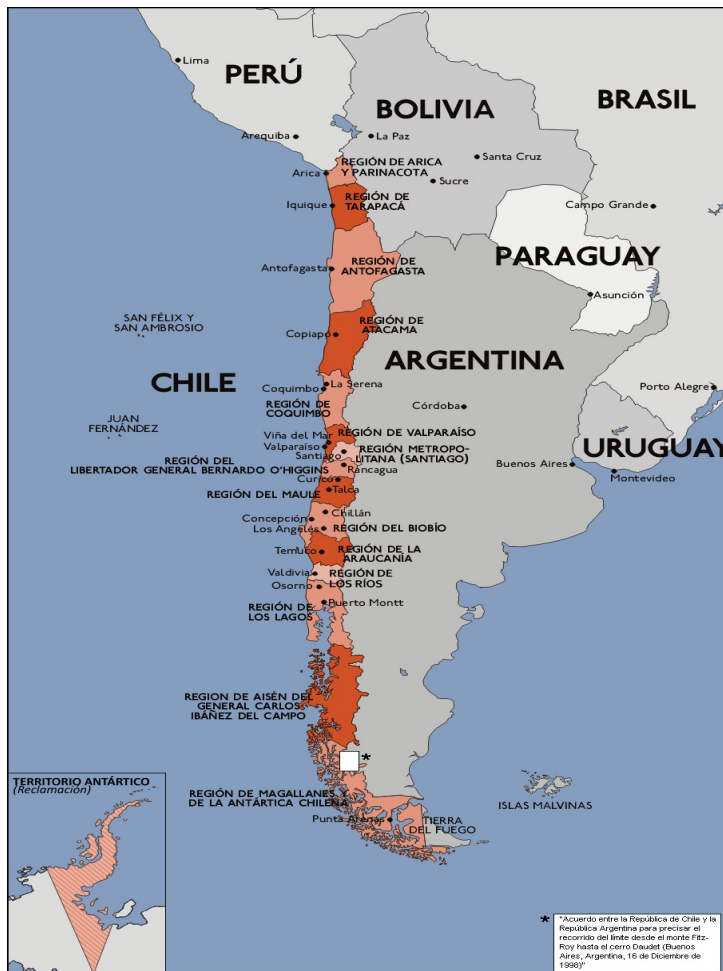 Lima
PERÚ
BOLIVIA
BRASIL
Arequiba
La Paz
Santa Cruz
Sucre
REGIÓN DE ARICA
Y PARINACOTA
Arica
REGIÓN DE
TARAPACÁ
Iquique
Campo Grande
PARAGUAY
REGIÓN DE
ANTOFAGASTA
Antofagasta
Asunción
SAN FÉLIX Y
SAN AMBROSIO
REGIÓN DE
ATACAMA
Copiapó
ARGENTINA
CHILE
La Serena
Coquimbo
REGIÓN DE
COQUIMBO
Córdoba
Porto Alegre
JUAN
FERNÁNDEZ
Viña del Mar
REGIÓN DE VALPARAÍSO
Valparaíso
Santiago
REGIÓN METROPO-
LITANA (SANTIAGO)
URUGUAY
REGIÓN DEL
LIBERTADOR GENERAL BERNARDO O'HIGGINS
Rancagua
Buenos Aires
Montevideo
Curicó
REGIÓN DEL MAULE
Talca
Chillán
Concepción
Los Angeles
REGIÓN DEL BIOBÍO
Temuco
REGIÓN DE LA
ARAUCANÍA
Valdivia
REGIÓN DE
LOS RÍOS
Osorno
Puerto Montt
REGIÓN DE
LOS LAGOS
REGION DE AISÉN DEL
GENERAL CARLOS
IBÁÑEZ DEL CAMPO
*
TERRITORIO ANTÁRTICO
(Reclamación)
REGIÓN DE MAGALLANES Y
DE LA ANTÁRTICA CHILENA
Punta Arenas
TIERRA
DEL FUEGO
ISLAS MALVINAS
* "Acuerdo entre la República de Chile y la
República Argentina para precisar el
recorrido del límite desde el monte Fitz-
Roy hasta el cerro Daudet (Buenos
Aires, Argentina, 16 de Diciembre de
1998)"